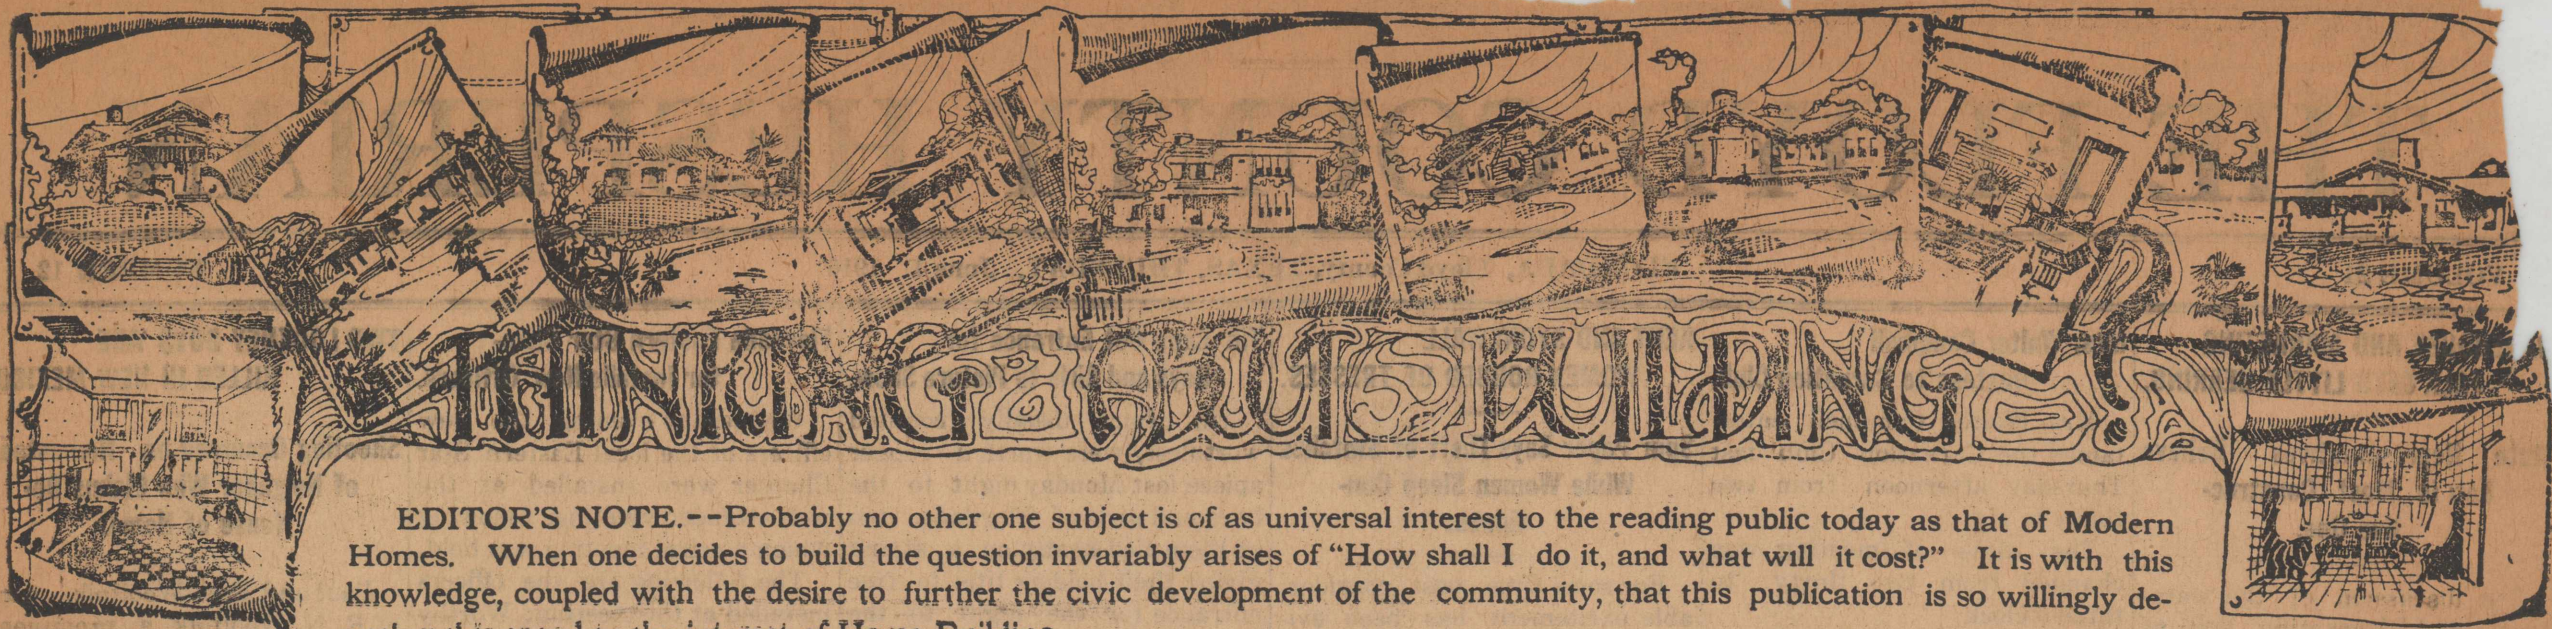 THINKING ABOUT BUILDING?
EDITOR'S NOTE.--Probably no other one subject is of as universal interest to the reading public today as that of Modern
Homes. When one decides to build the question invariably arises of "How shall I do it, and what will it cost?" It is with this
knowledge, coupled with the desire to further the civic development of the community, that this publication is so willingly de-